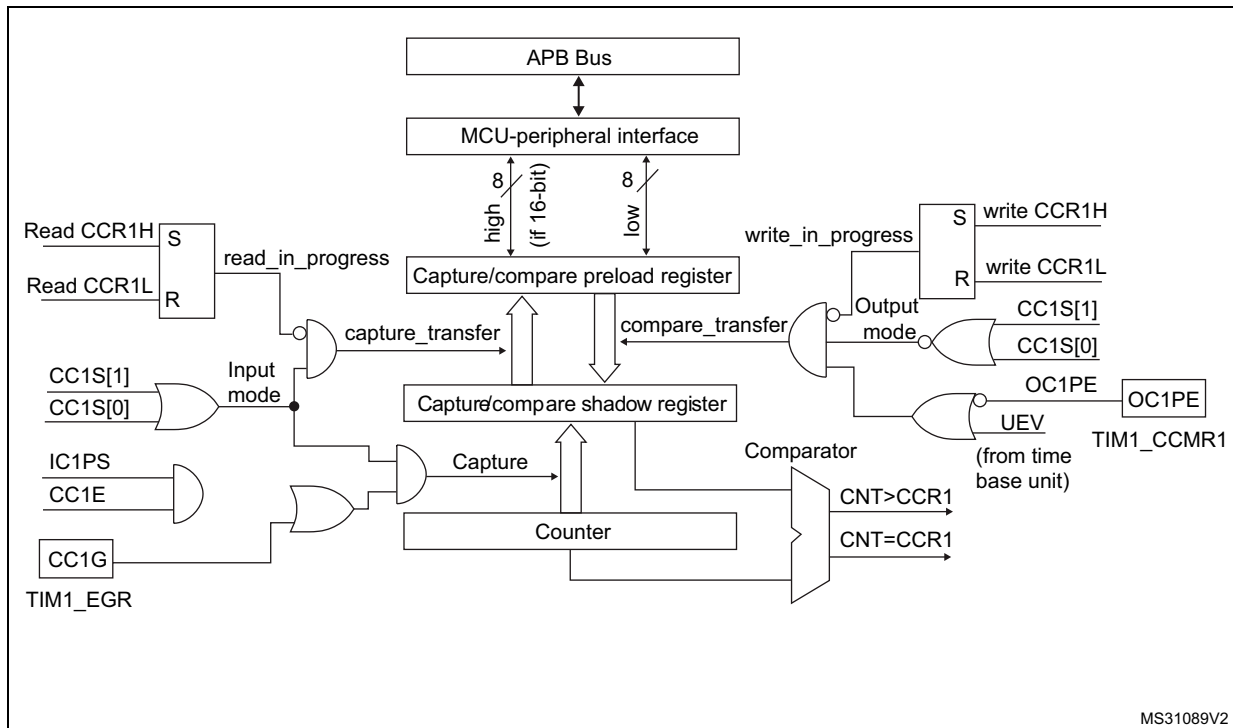 APB Bus
MCU-peripheral interface
8
high
(if 16-bit)
8
low
Read CCR1H
S
read_in_progress
Read CCR1L
R
write_in_progress
S
write CCR1H
R
write CCR1L
Capture/compare preload register
capture_transfer
compare_transfer
Output
mode
CC1S[1]
CC1S[0]
CC1S[1]
CC1S[0]
Input
mode
Capture/compare shadow register
OC1PE
OC1PE
UEV
TIM1_CCMR1
(from time
base unit)
IC1PS
CC1E
Capture
Comparator
CNT>CCR1
Counter
CNT=CCR1
CC1G
TIM1_EGR
MS31089V2